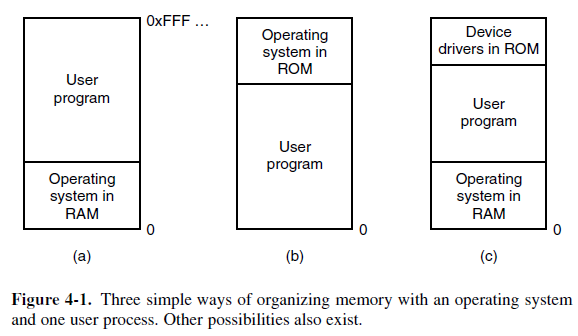 0xFFF ...
User
program
Operating
system in
RAM
0
(a)
Operating
system in
ROM
User
program
0
(b)
Device
drivers in ROM
User
program
Operating
system in
RAM
0
(c)
Figure 4-1. Three simple ways of organizing memory with an operating system
and one user process. Other possibilities also exist.